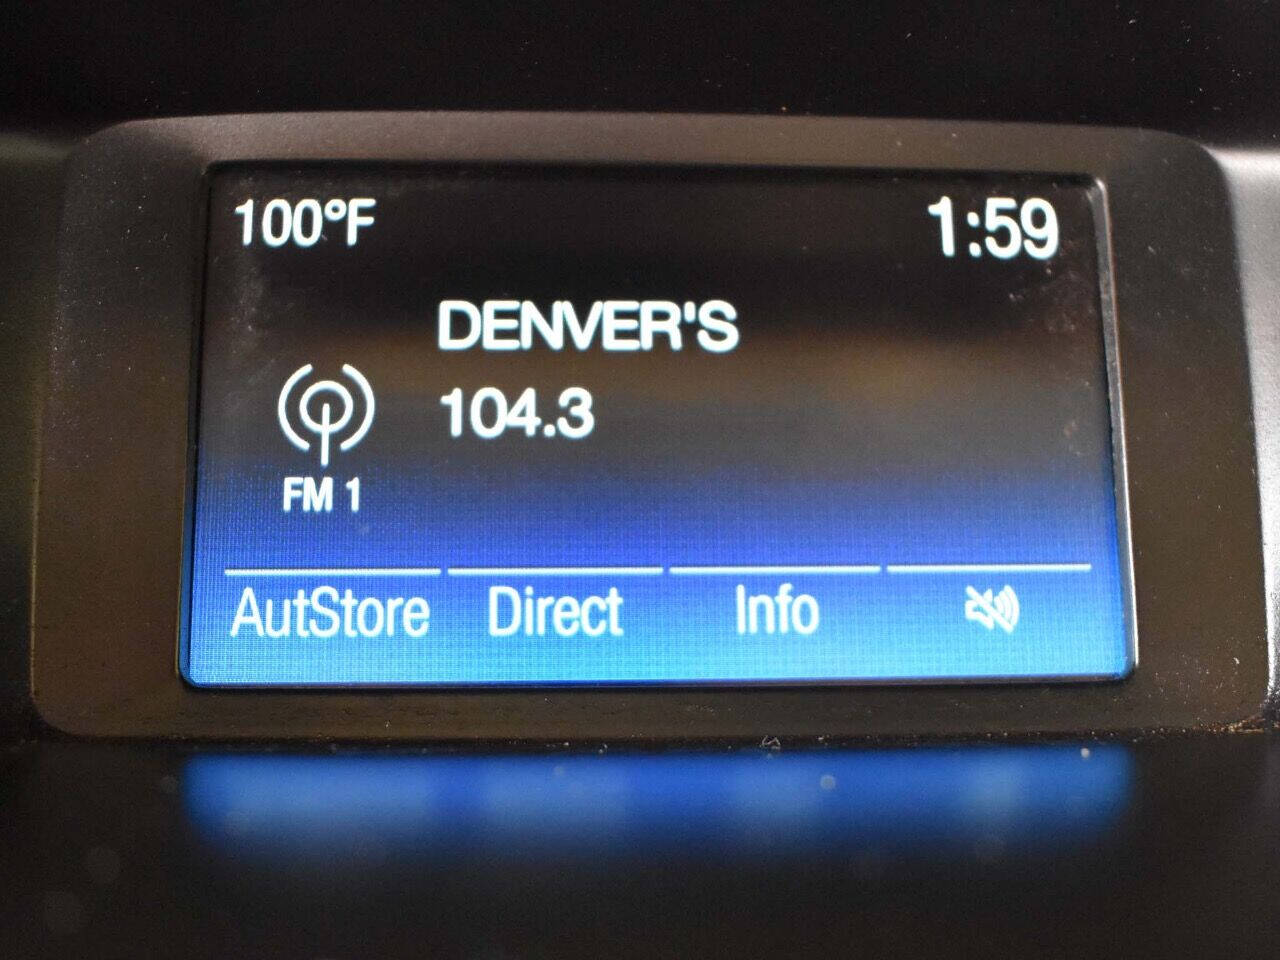 100°F 1:59
DENVER'S
104.3
FM 1
AutStore Direct Info